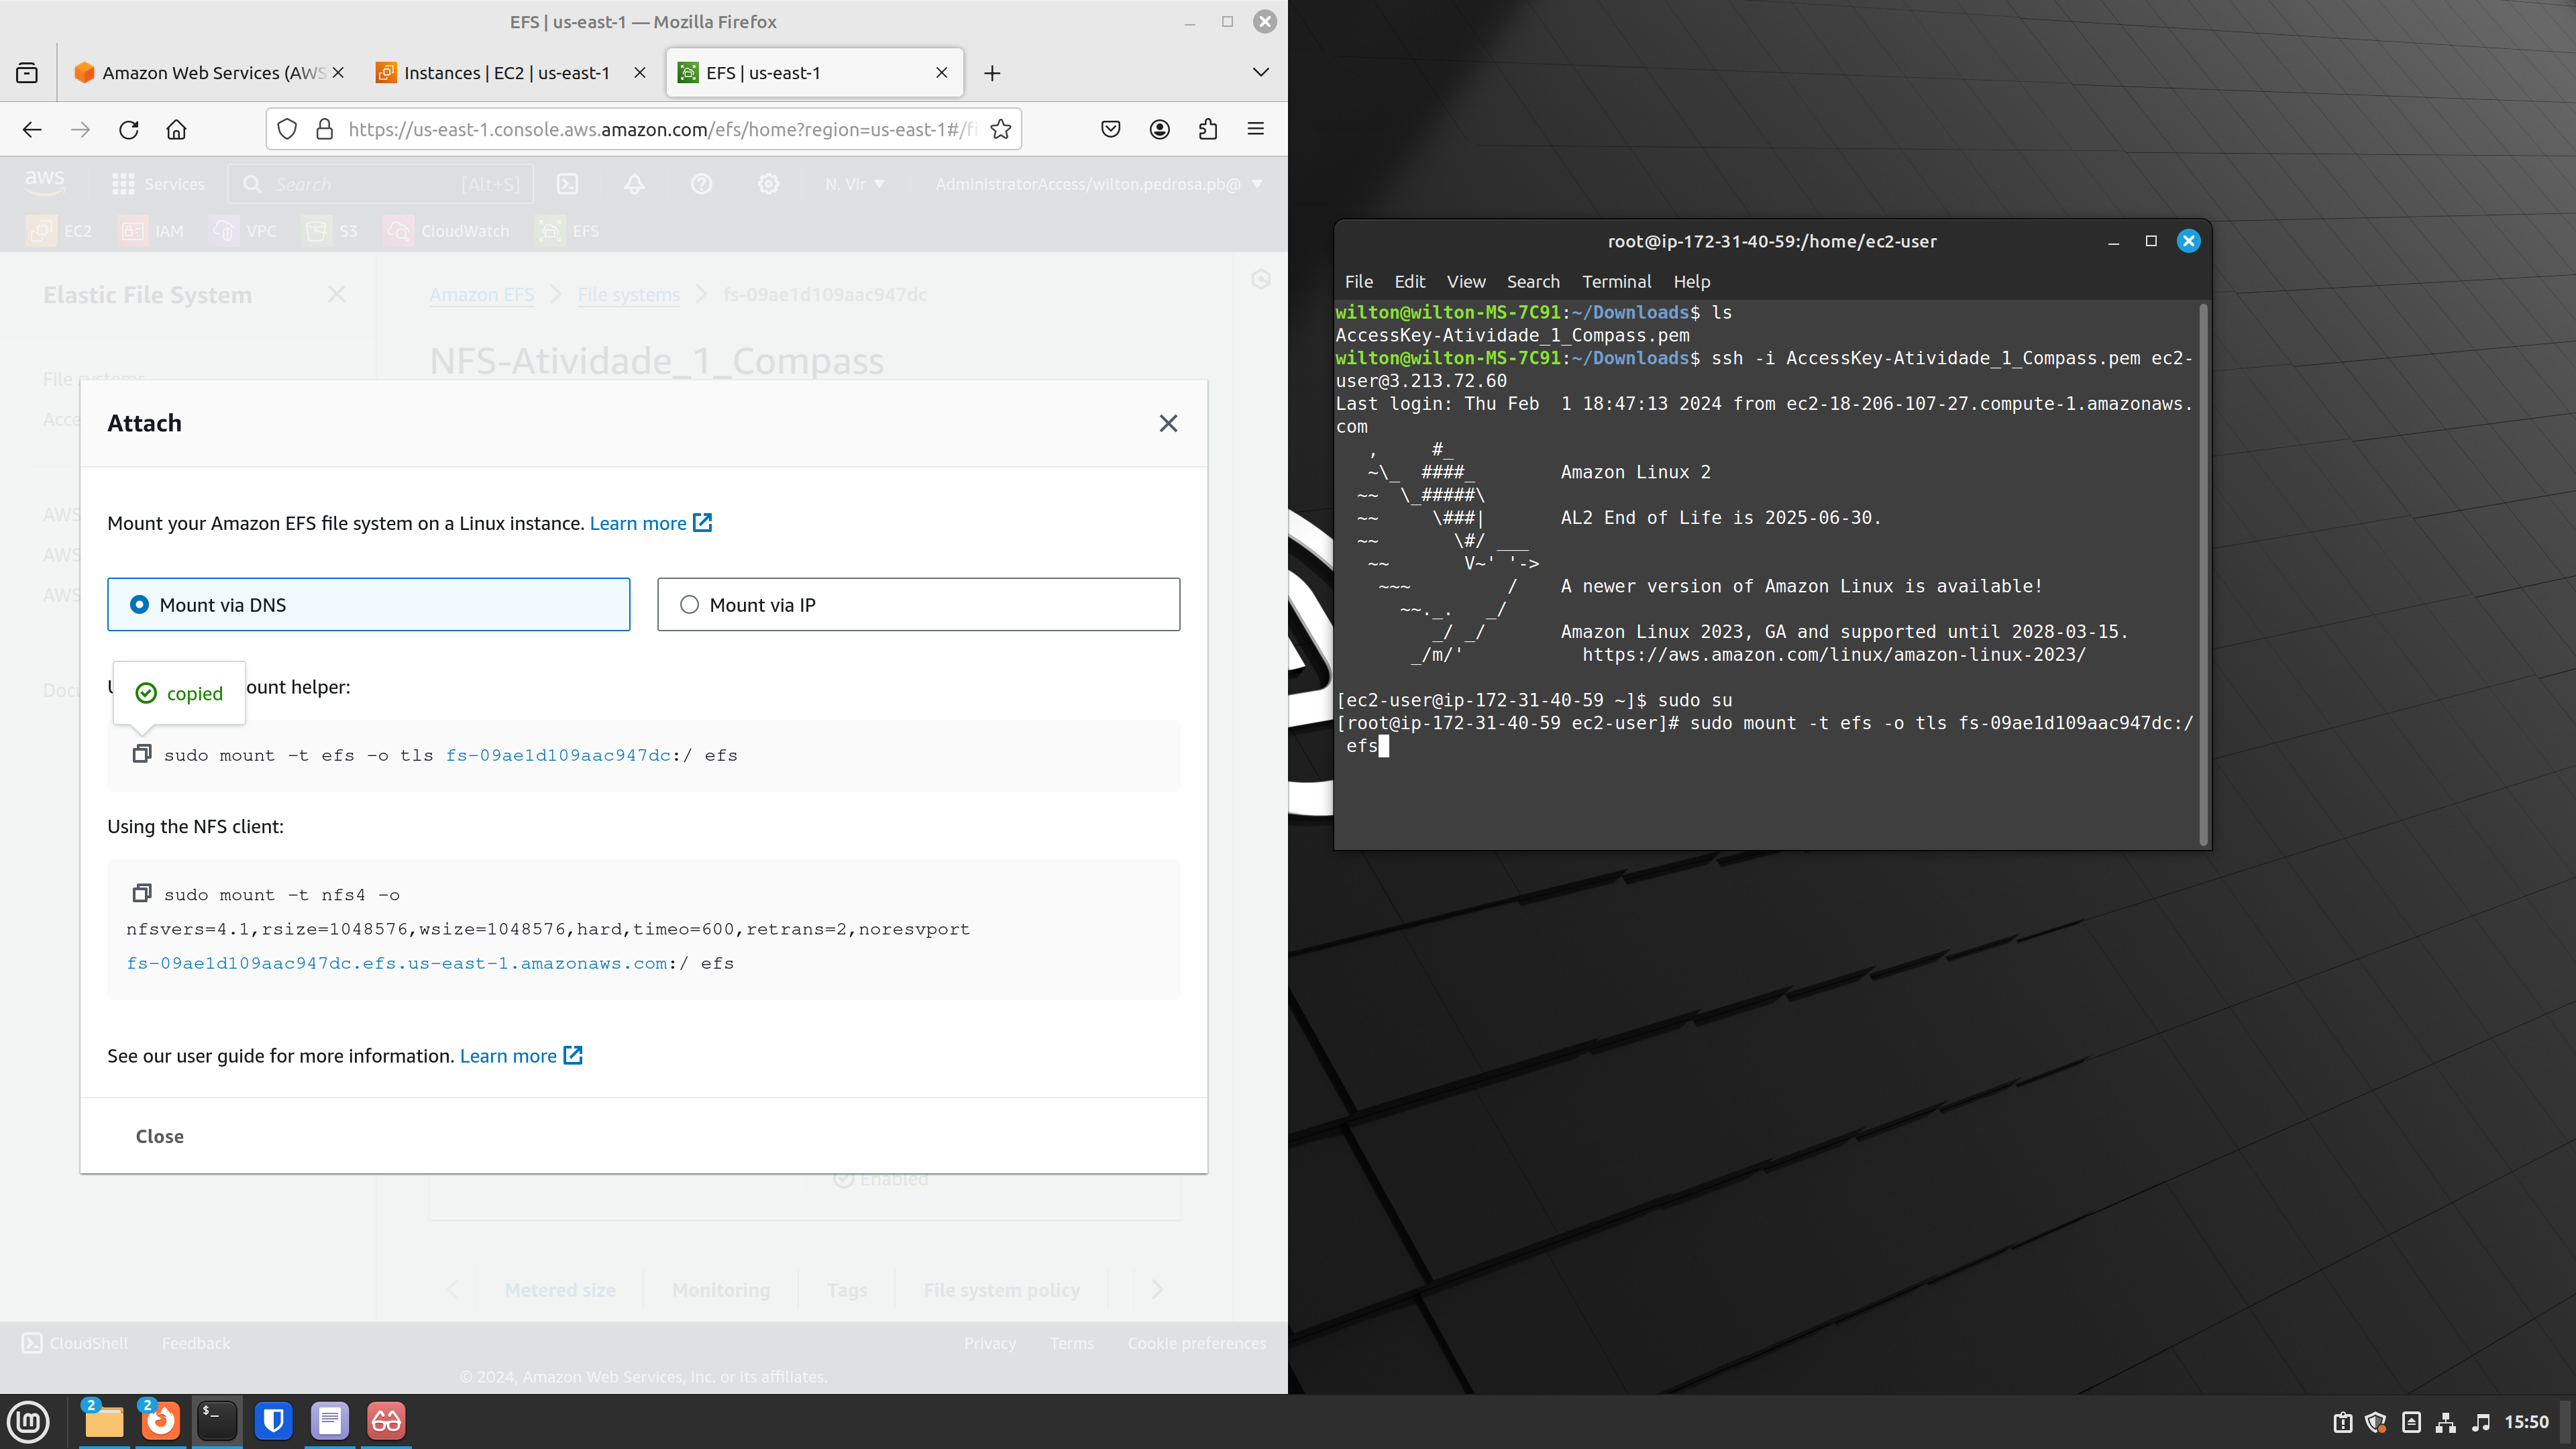 EFS | us-east-1 — Mozilla Firefox
Amazon Web Services (AWS
Instances | EC2 | us-east-1
EFS | us-east-1
https://us-east-1.console.aws.amazon.com/efs/home?region=us-east-1#/fi
aws
Services
Search
[Alt+S]
N. Vir
AdministratorAccess/wilton.pedrosa.pb@
EC2
IAM
VPC
S3
CloudWatch
EFS
Elastic File System
Amazon EFS
File systems
fs-09ae1d109aac947dc
NFS-Atividade_1_Compass
File systems
Acce
AWS
AWS
AWS
Docu
Attach
Mount your Amazon EFS file system on a Linux instance. Learn more
Mount via DNS
Mount via IP
copied
ount helper:
sudo mount -t efs -o tls fs-09ae1d109aac947dc:/ efs
Using the NFS client:
sudo mount -t nfs4 -o
nfsvers=4.1,rsize=1048576,wsize=1048576,hard,timeo=600,retrans=2,noresvport
fs-09ae1d109aac947dc.efs.us-east-1.amazonaws.com:/ efs
See our user guide for more information. Learn more
Close
Enabled
Metered size
Monitoring
Tags
File system policy
CloudShell
Feedback
Privacy
Terms
Cookie preferences
© 2024, Amazon Web Services, Inc. or its affiliates.
root@ip-172-31-40-59:/home/ec2-user
File Edit View Search Terminal Help
wilton@wilton-MS-7C91:~/Downloads$ ls
AccessKey-Atividade_1_Compass.pem
wilton@wilton-MS-7C91:~/Downloads$ ssh -i AccessKey-Atividade_1_Compass.pem ec2-
user@3.213.72.60
Last login: Thu Feb  1 18:47:13 2024 from ec2-18-206-107-27.compute-1.amazonaws.
com
   ,     #_
   ~\_  ####_        Amazon Linux 2
  ~~  \_#####\
  ~~     \###|       AL2 End of Life is 2025-06-30.
  ~~       \#/ ___
   ~~       V~' '->
    ~~~         /    A newer version of Amazon Linux is available!
      ~~._.   _/
         _/ _/       Amazon Linux 2023, GA and supported until 2028-03-15.
       _/m/'           https://aws.amazon.com/linux/amazon-linux-2023/
[ec2-user@ip-172-31-40-59 ~]$ sudo su
[root@ip-172-31-40-59 ec2-user]# sudo mount -t efs -o tls fs-09ae1d109aac947dc:/
 efs
2
2
15:50